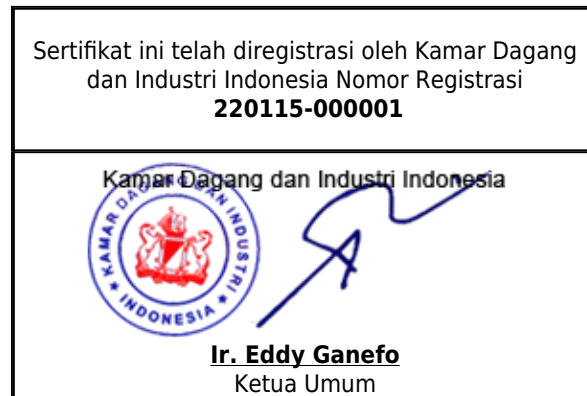 Sertifikat ini telah diregistrasi oleh Kamar Dagang
dan Industri Indonesia Nomor Registrasi
220115-000001
Kamar Dagang dan Industri Indonesia
KAMAR DAGANG DAN INDUSTRI
* INDONESIA *
Ir. Eddy Ganefo
Ketua Umum